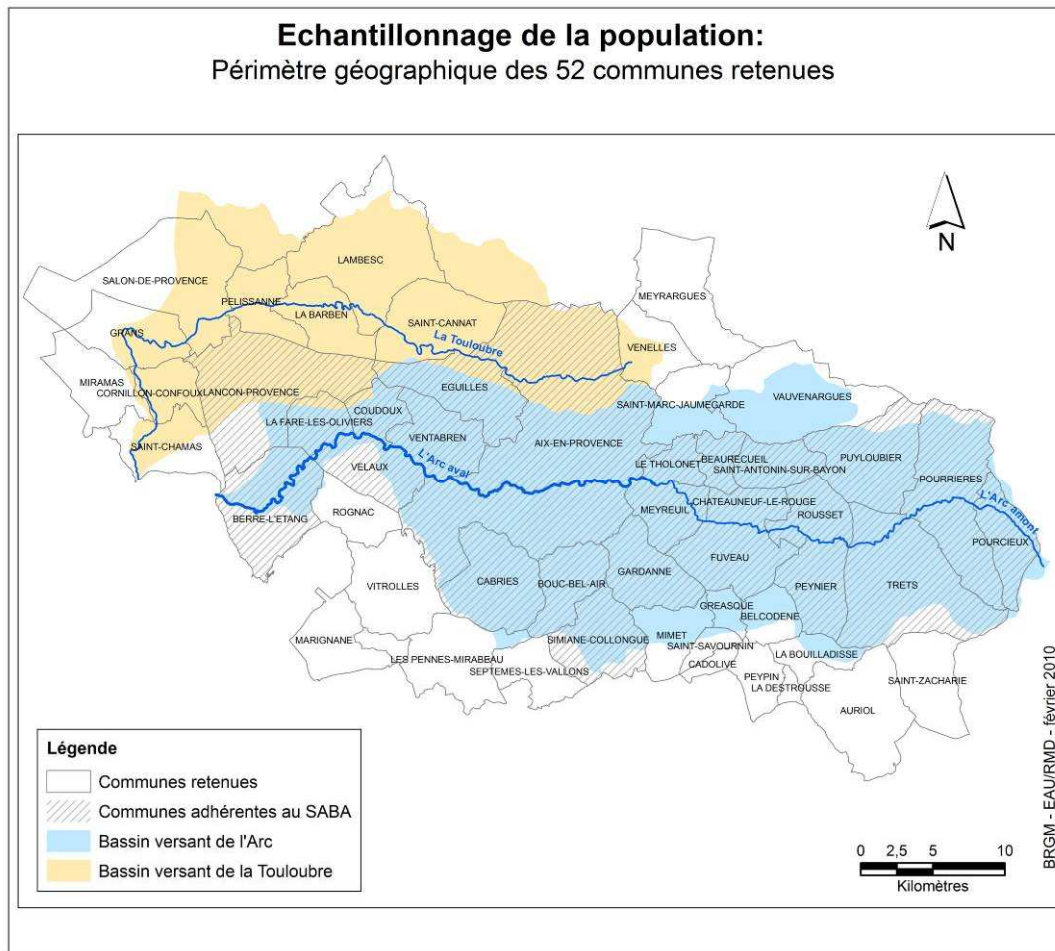 Echantillonnage de la population:
Périmètre géographique des 52 communes retenues
N
LAMBESC
SALON-DE-PROVENCE
MEYRARGUES
PELISSANNE
LA BARBEN
SAINT-CANNAT
GRANS
La Touloubre
VENELLES
MIRAMAS
CORNILLON-CONFOUX
LANCON-PROVENCE
EGUILLES
VAUVENARGUES
SAINT-MARC-JAUMEGARDE
COUDOUX
LA FARE-LES-OLIVIERS
SAINT-CHAMAS
VENTABREN
AIX-EN-PROVENCE
L'Arc aval
BEAURECUEIL
PUYLOUBIER
LE THOLONET
SAINT-ANTONIN-SUR-BAYON
VELAUX
POURRIERES
CHATEAUNEUF-LE-ROUGE
L'Arc amont
MEYREUIL
ROUSSET
BERRE-L'ETANG
ROGNAC
POURCIEUX
FUVEAU
GARDANNE
CABRIES
BOUC-BEL-AIR
VITROLLES
PEYNIER
TRETS
GREASQUE
BELCODENE
MARIGNANE
SIMIANE-COLLONGUE
MIMET
SAINT-SAVOURNIN
LA BOUILLADISSE
LES PENNES-MIRABEAU
CADOLIVE
SEPTEMES-LES-VALLONS
PEYPIN
LA DESTROUSSE
SAINT-ZACHARIE
AURIOL
Légende
Communes retenues
Communes adhérentes au SABA
Bassin versant de l'Arc
Bassin versant de la Touloubre
0 2,5 5 10
Kilomètres
BRGM - EAU/RMD - février 2010